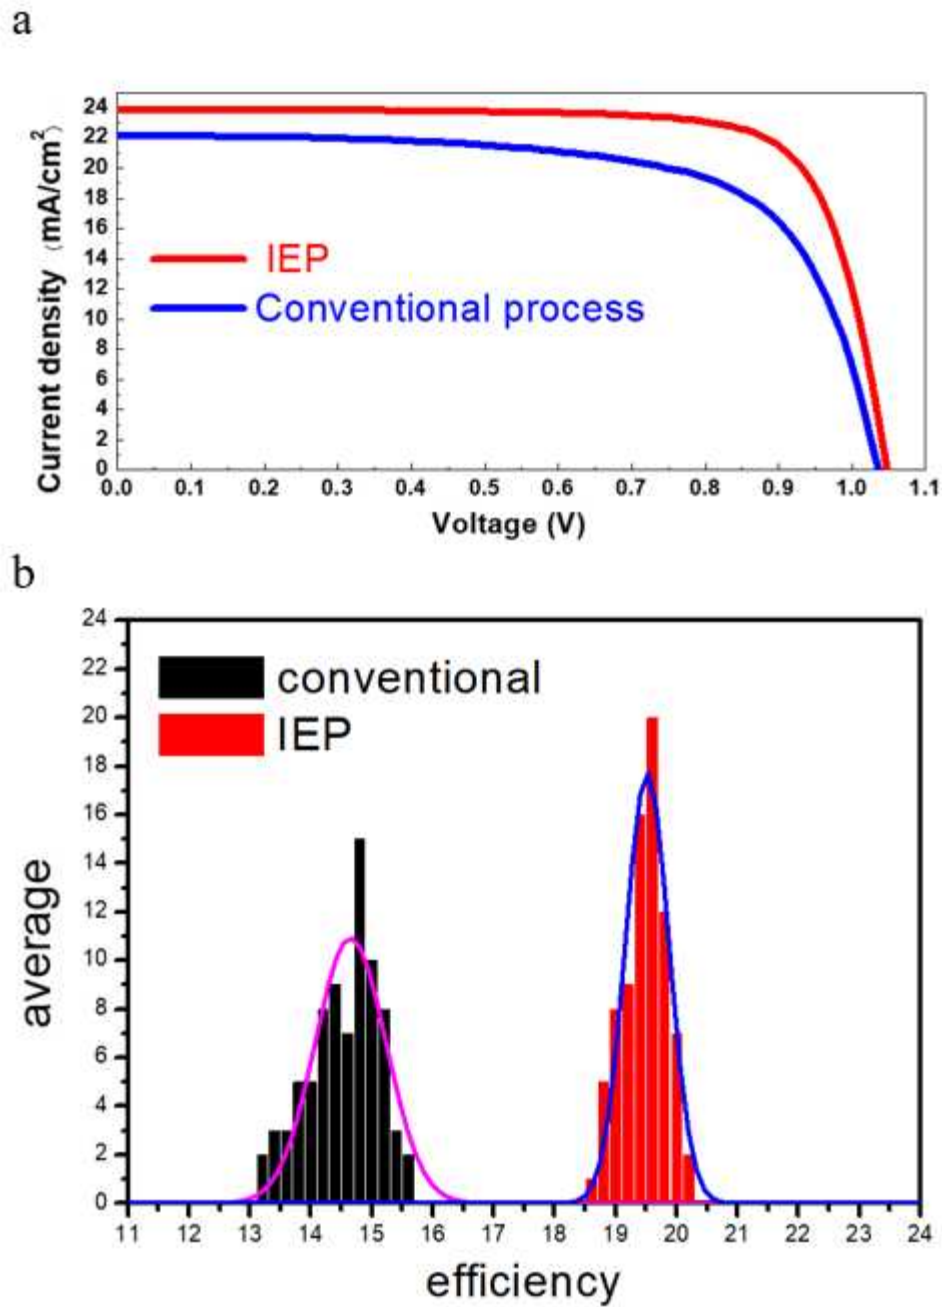 a
24
22
20
18
16
14
12
10
8
6
4
2
0
Current density (mA/cm²)
IEP
Conventional process
0.0 0.1 0.2 0.3 0.4 0.5 0.6 0.7 0.8 0.9 1.0 1.1
Voltage (V)
b
24
22
20
18
16
14
12
10
8
6
4
2
0
average
conventional
IEP
11 12 13 14 15 16 17 18 19 20 21 22 23 24
efficiency